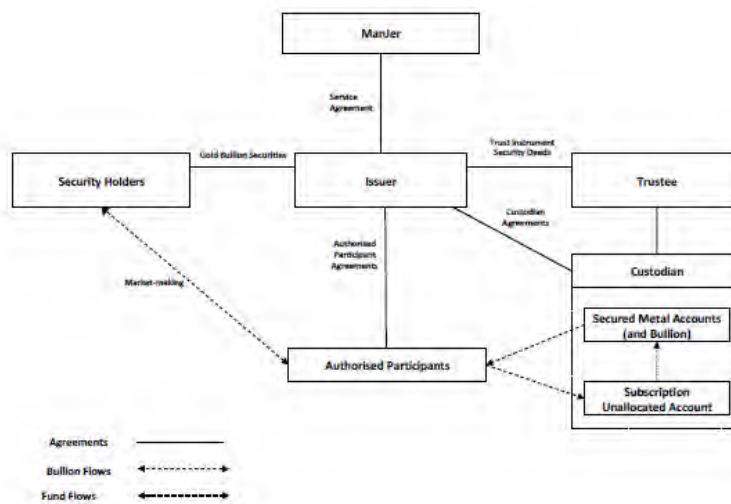 ManJer
Service
Agreement
Gold Bullion Securities
Trust Instrument
Security Deeds
Security Holders
Issuer
Trustee
Custodian
Agreements
Authorised
Participant
Agreements
Custodian
Market-making
Secured Metal Accounts
(and Bullion)
Authorised Participants
Subscription
Unallocated Account
Agreements
Bullion Flows
Fund Flows